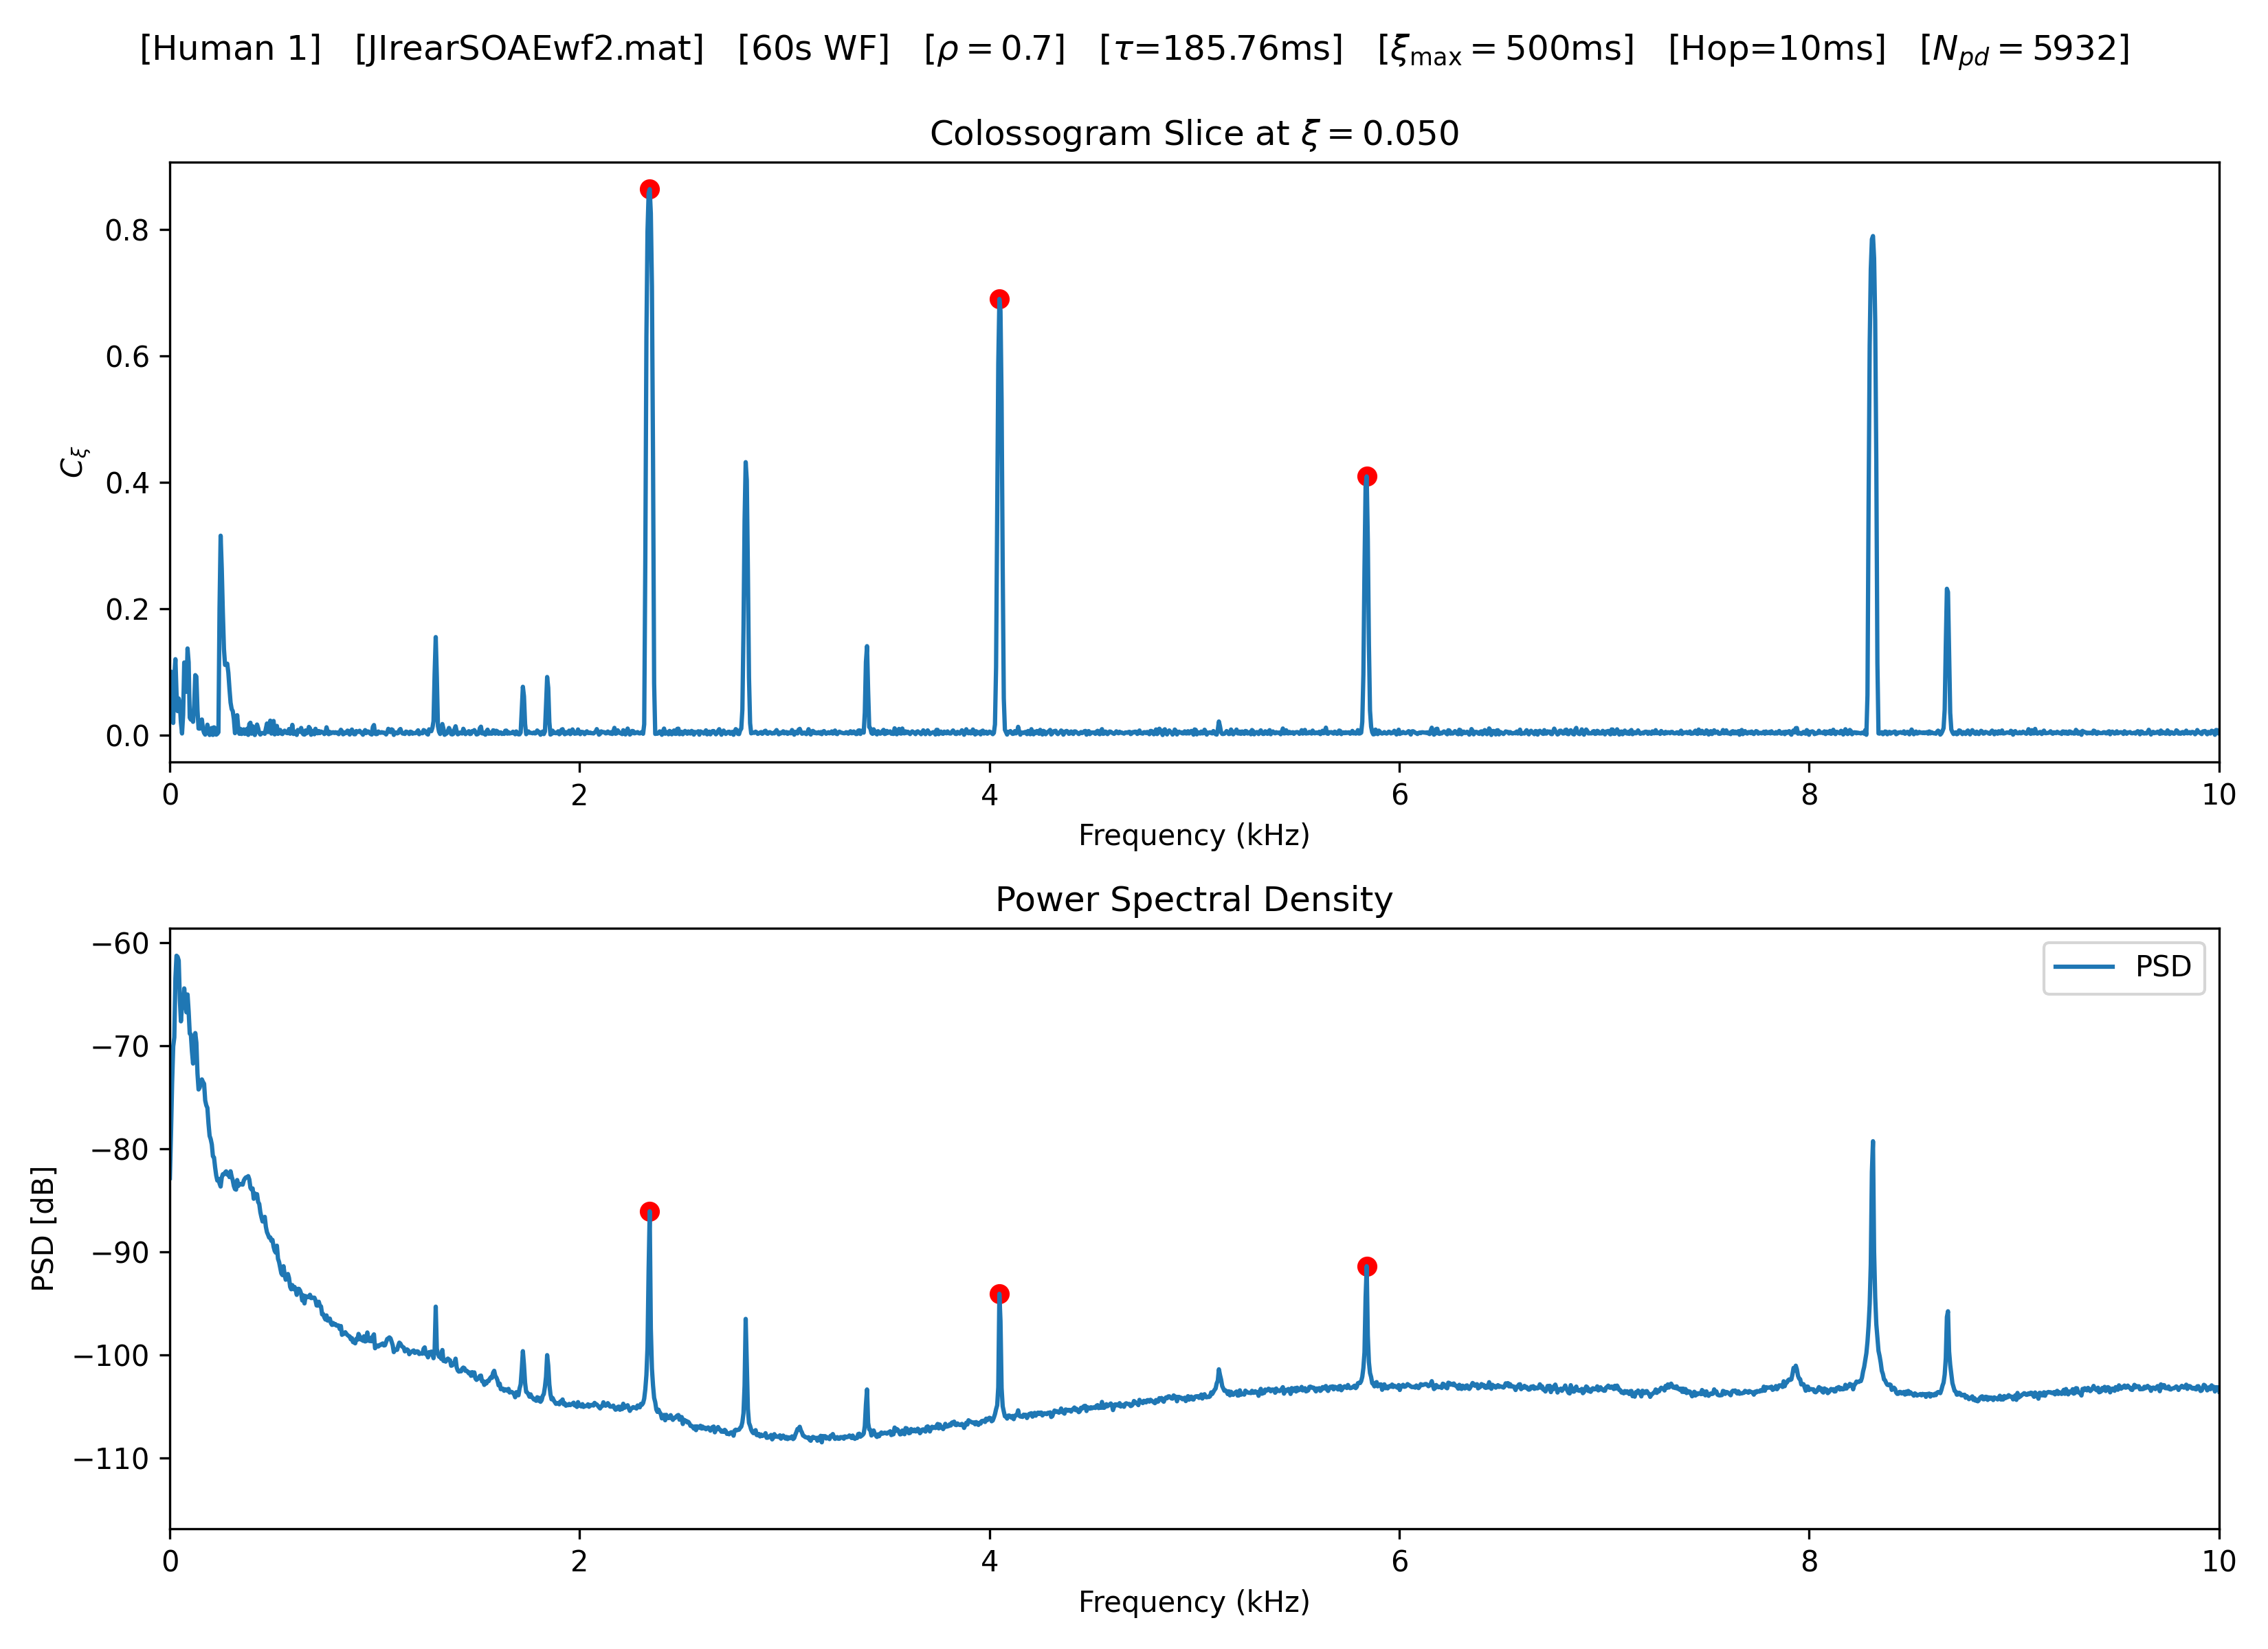 [Human 1] [JIrearSOAEwf2.mat] [60s WF] [ρ = 0.7] [τ=185.76ms] [ξmax = 500ms] [Hop=10ms] [Npd = 5932]
Colossogram Slice at ξ = 0.050
Cξ
0.8
0.6
0.4
0.2
0.0
0 2 4 6 8 10
Frequency (kHz)
Power Spectral Density
PSD [dB]
−60
−70
−80
−90
−100
−110
PSD
0 2 4 6 8 10
Frequency (kHz)